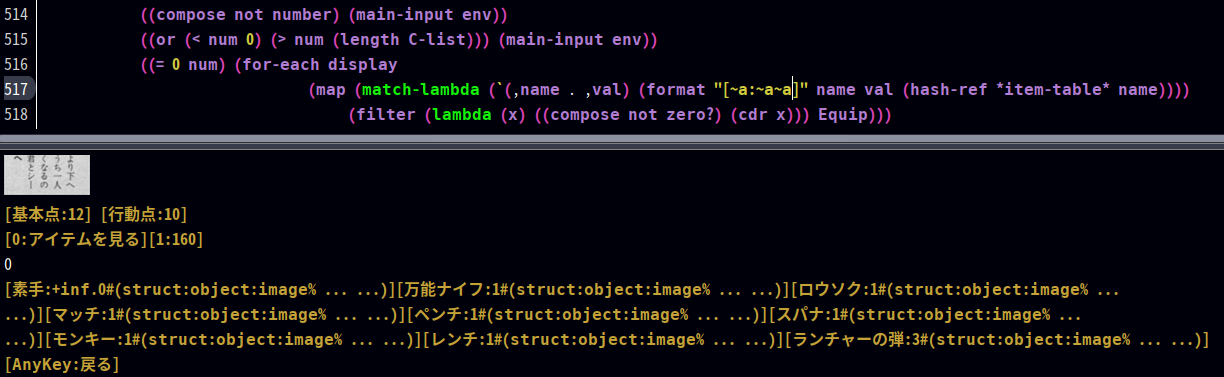 514 ((compose not number) (main-input env))
515 ((or (< num 0) (> num (length C-list))) (main-input env))
516 ((= 0 num) (for-each display
517 (map (match-lambda (`(,name . ,val) (format "[~a:~a~a]" name val (hash-ref *item-table* name))))
518 (filter (lambda (x) ((compose not zero?) (cdr x))) Equip)))
より下へ
うち一人
くなるの
君とシー
へ
[基本点:12] [行動点:10]
[0:アイテムを見る][1:160]
0
[素手:+inf.0#(struct:object:image% ... ...)][万能ナイフ:1#(struct:object:image% ... ...)][ロウソク:1#(struct:object:image% ...
...)][マッチ:1#(struct:object:image% ... ...)][ペンチ:1#(struct:object:image% ... ...)][スパナ:1#(struct:object:image% ...
...)][モンキー:1#(struct:object:image% ... ...)][レンチ:1#(struct:object:image% ... ...)][ランチャーの弾:3#(struct:object:image% ... ...)]
[AnyKey:戻る]